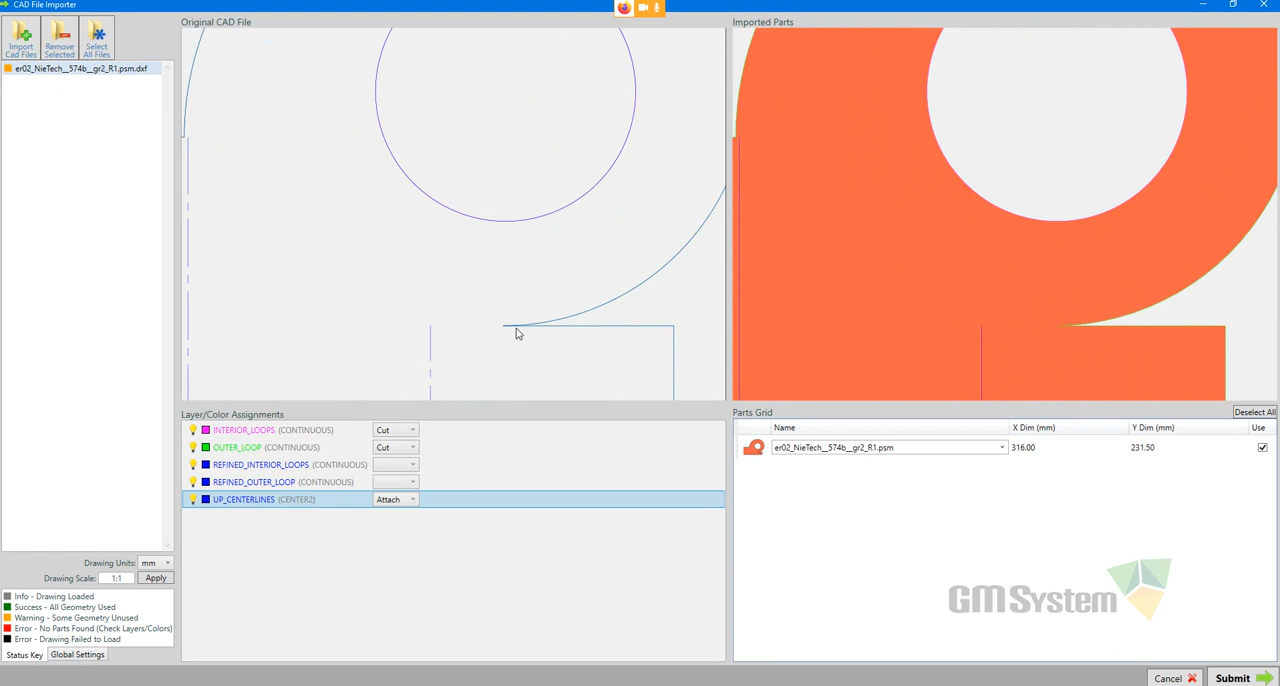 CAD File Importer
Import
Cad Files
Remove
Selected
Select
All Files
er02_NieTech__574b__gr2_R1.psm.dxf
Drawing Units: mm
Drawing Scale: 1:1 Apply
Info - Drawing Loaded
Success - All Geometry Used
Warning - Some Geometry Unused
Error - No Parts Found (Check Layers/Colors)
Error - Drawing Failed to Load
Status Key Global Settings
Original CAD File
Layer/Color Assignments
INTERIOR_LOOPS (CONTINUOUS) Cut
OUTER_LOOP (CONTINUOUS) Cut
REFINED_INTERIOR_LOOPS (CONTINUOUS)
REFINED_OUTER_LOOP (CONTINUOUS)
UP_CENTERLINES (CENTER2) Attach
Imported Parts
Parts Grid Deselect All
Name X Dim (mm) Y Dim (mm) Use
er02_NieTech__574b__gr2_R1.psm 316.00 231.50
GM System
Cancel Submit